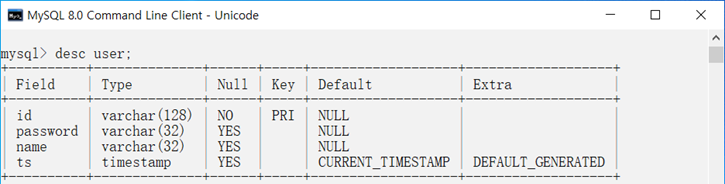 MySQL 8.0 Command Line Client - Unicode
mysql> desc user;
+----------+--------------+------+-----+-------------------+-------------------+
| Field | Type | Null | Key | Default | Extra |
+----------+--------------+------+-----+-------------------+-------------------+
| id | varchar(128) | NO | PRI | NULL | |
| password | varchar(32) | YES | | NULL | |
| name | varchar(32) | YES | | NULL | |
| ts | timestamp | YES | | CURRENT_TIMESTAMP | DEFAULT_GENERATED |
+----------+--------------+------+-----+-------------------+-------------------+